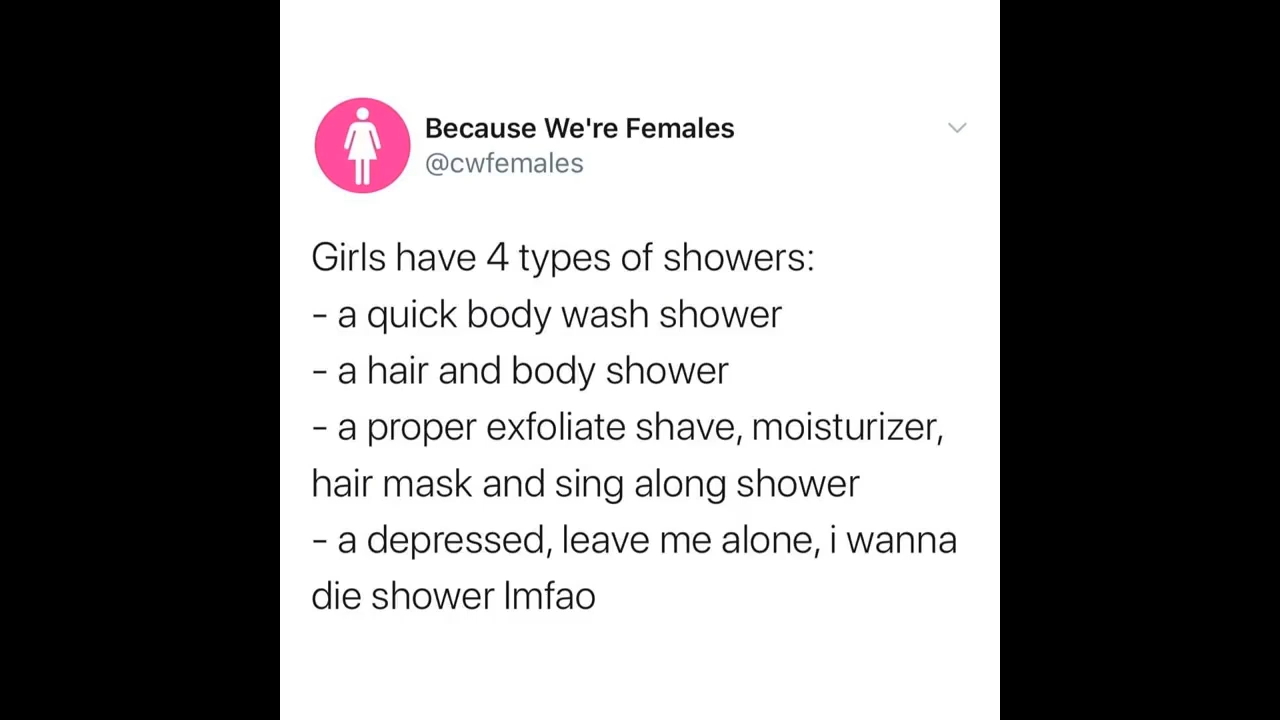 Because We're Females
@cwfemales
Girls have 4 types of showers:
- a quick body wash shower
- a hair and body shower
- a proper exfoliate shave, moisturizer,
hair mask and sing along shower
- a depressed, leave me alone, i wanna
die shower lmfao